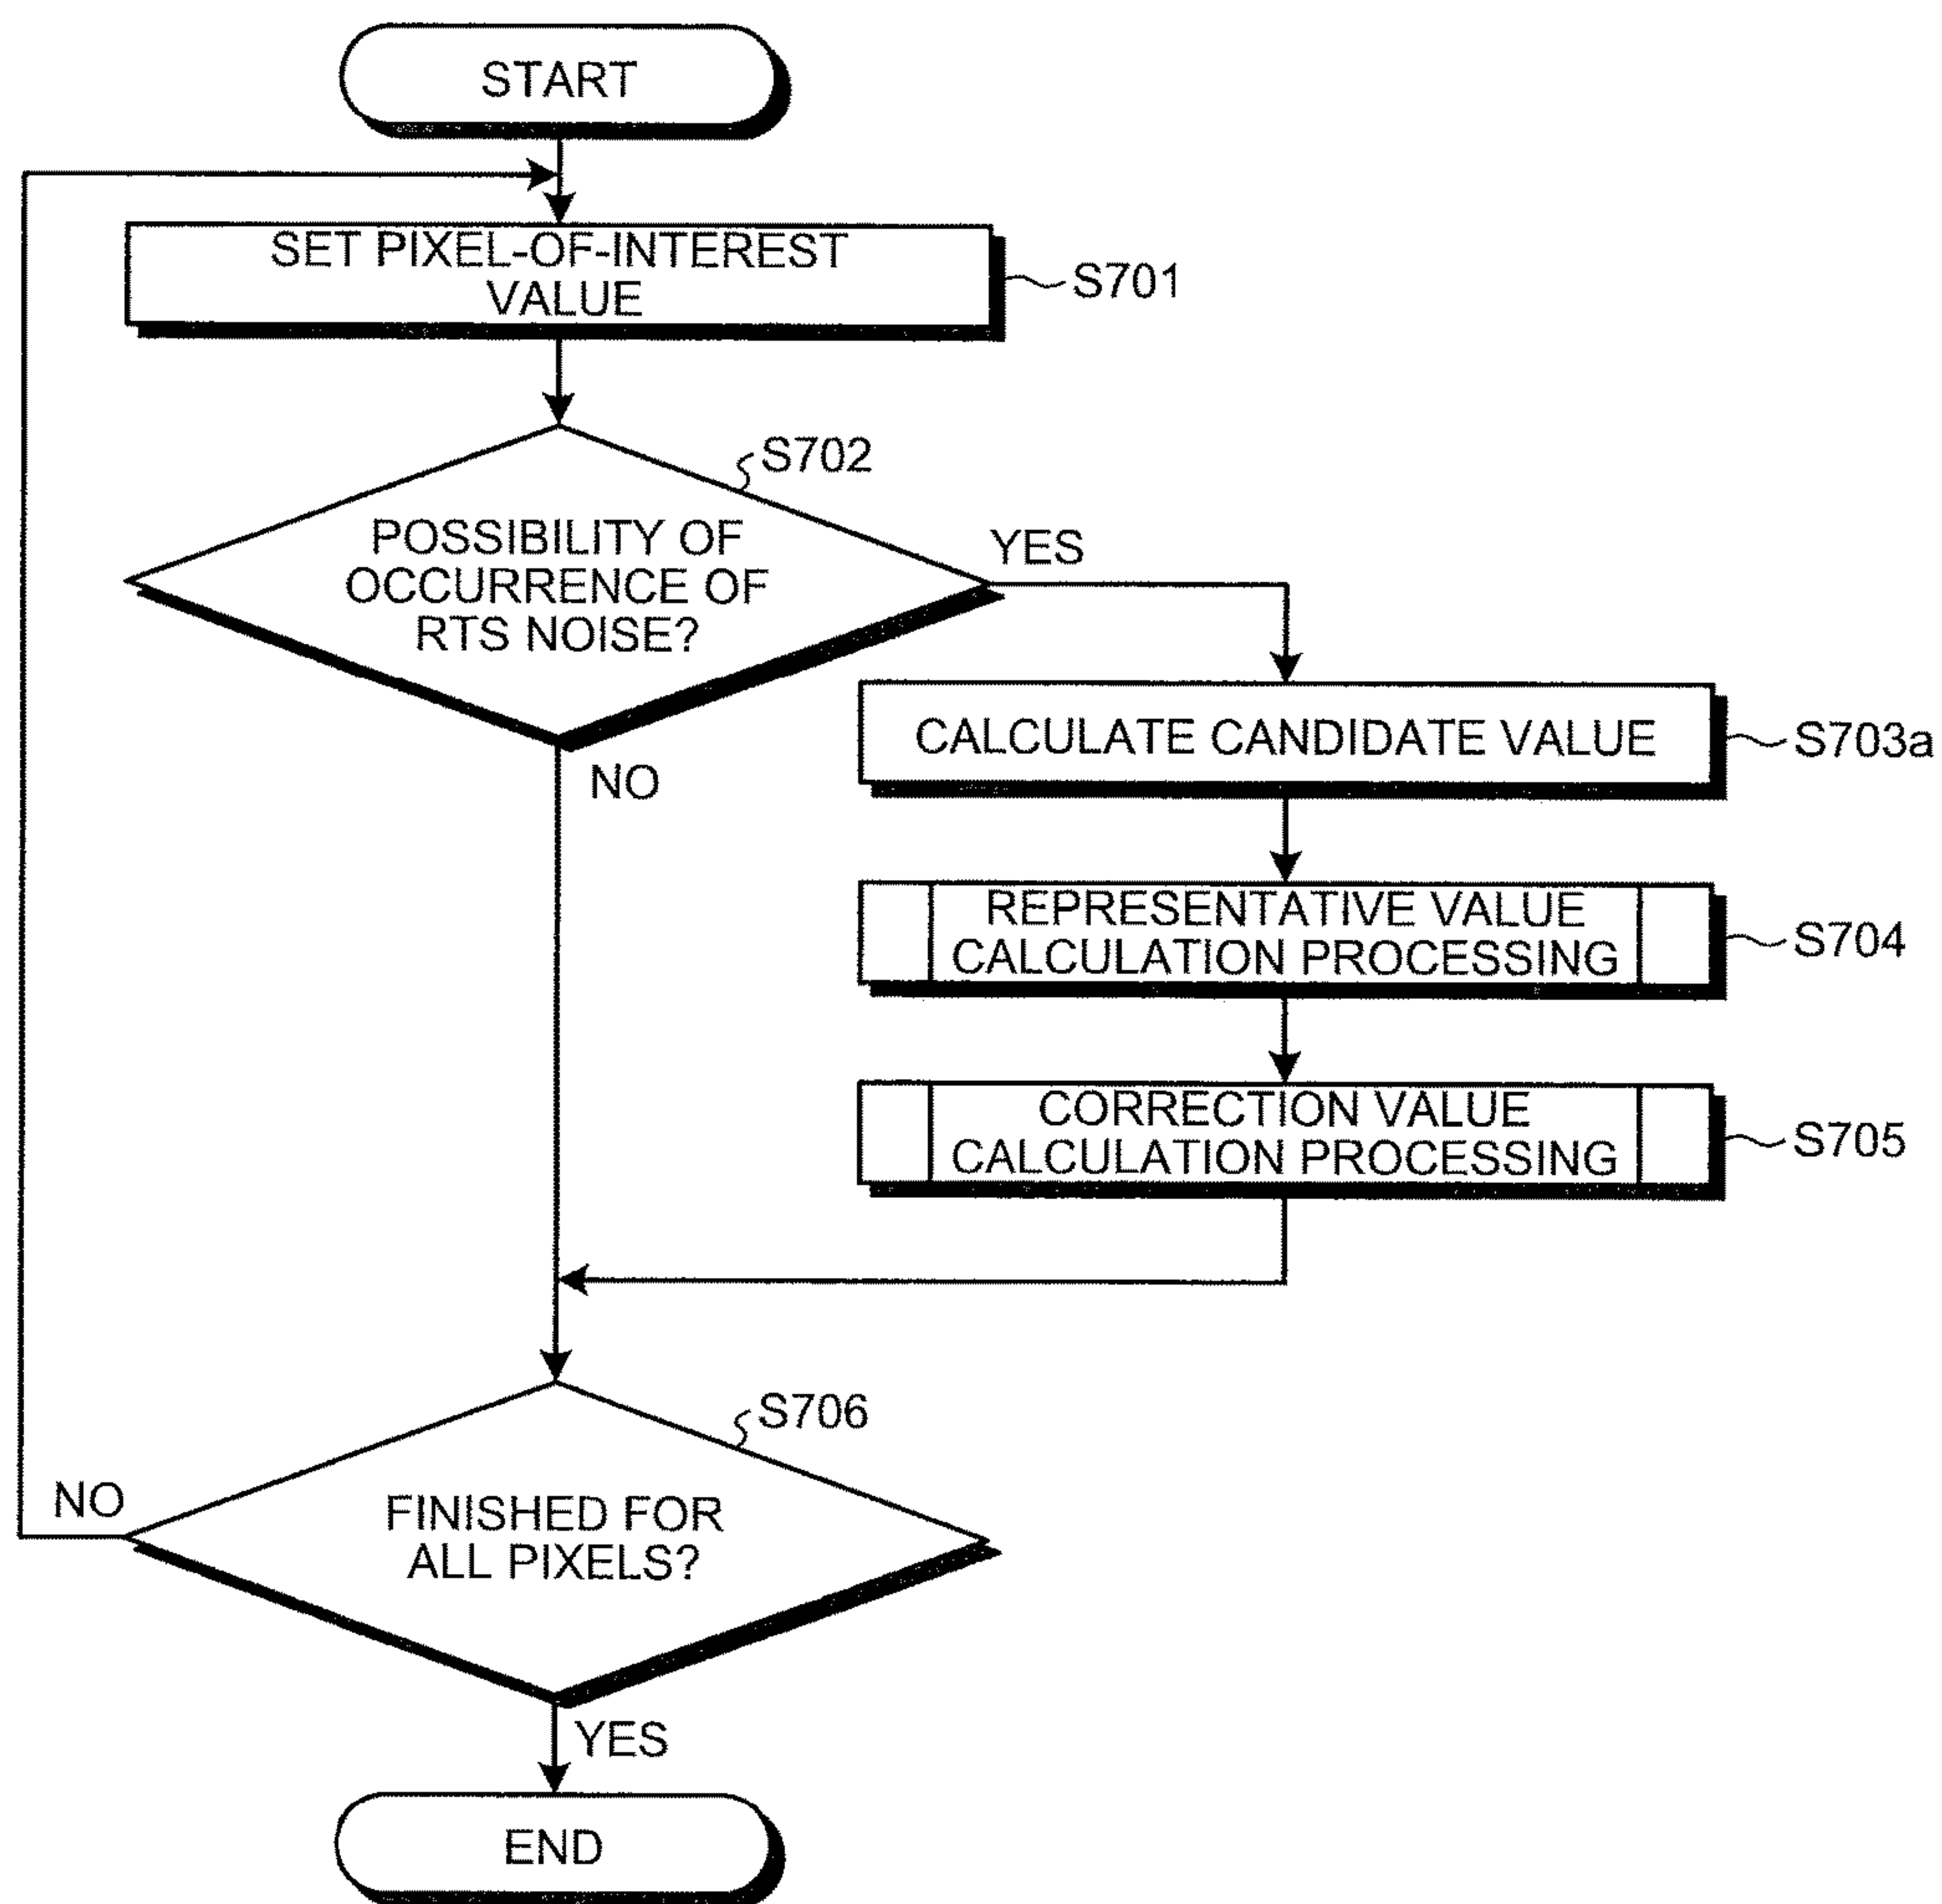 START
SET PIXEL-OF-INTEREST
VALUE
S701
S702
POSSIBILITY OF
OCCURRENCE OF
RTS NOISE?
YES
NO
CALCULATE CANDIDATE VALUE
S703a
REPRESENTATIVE VALUE
CALCULATION PROCESSING
S704
CORRECTION VALUE
CALCULATION PROCESSING
S705
S706
FINISHED FOR
ALL PIXELS?
NO
YES
END